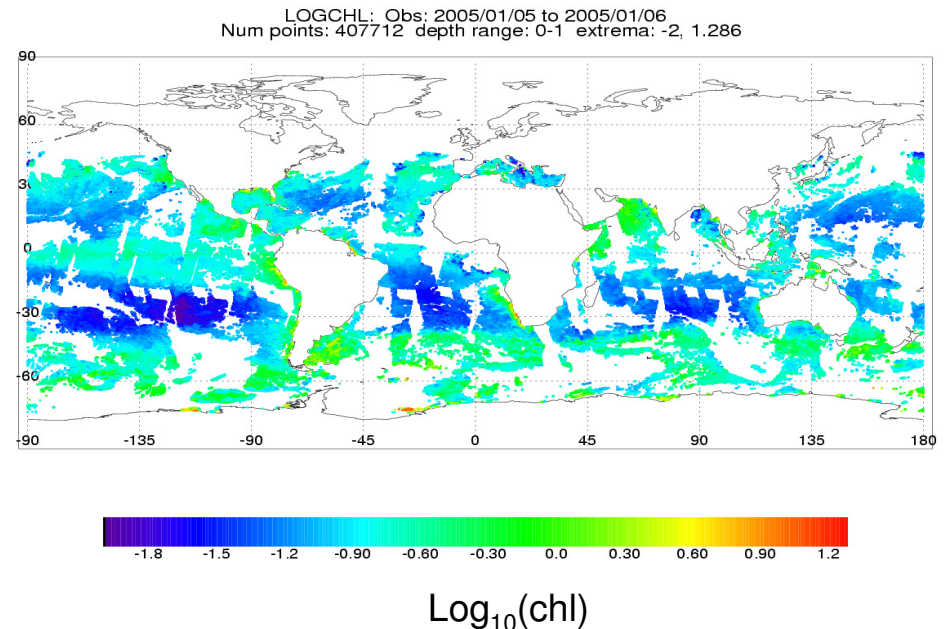 LOGCHL: Obs: 2005/01/05 to 2005/01/06
Num points: 407712 depth range: 0-1 extrema: -2, 1.286
90
60
3
0
-30
-60
-90 -135 -90 -45 0 45 90 135 180
-1.8 -1.5 -1.2 -0.90 -0.60 -0.30 0.0 0.30 0.60 0.90 1.2
Log₁₀(chl)